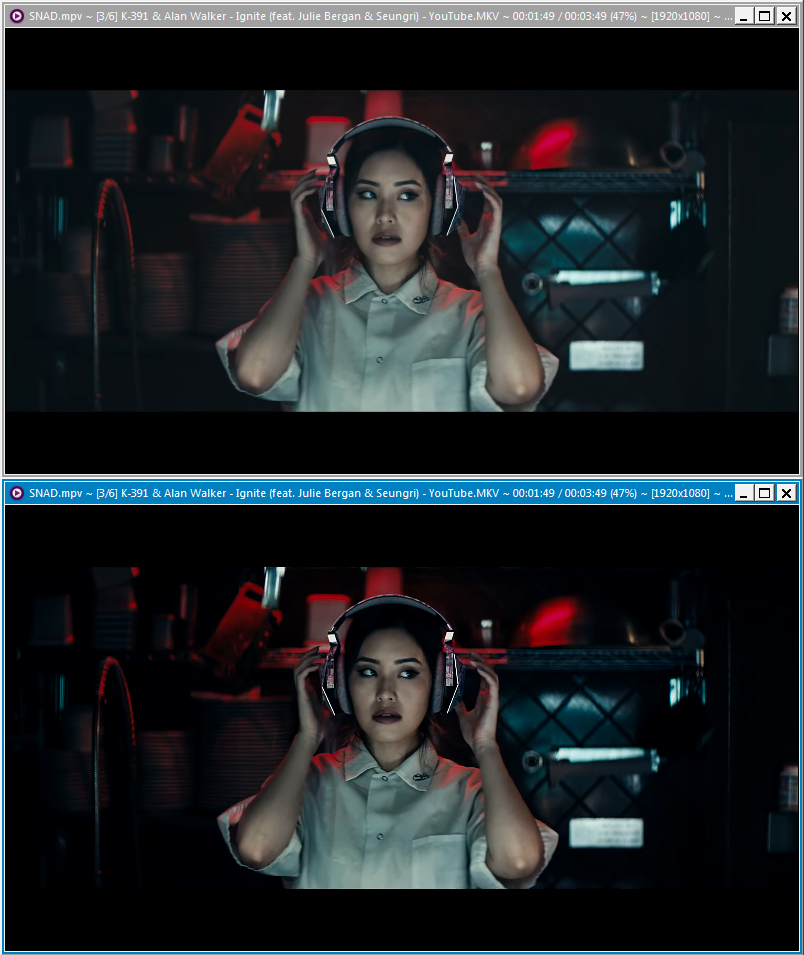 SNAD.mpv ~ [3/6] K-391 & Alan Walker - Ignite (feat. Julie Bergan & Seungri) - YouTube.MKV ~ 00:01:49 / 00:03:49 (47%) ~ [1920x1080] ~ ...
SNAD.mpv ~ [3/6] K-391 & Alan Walker - Ignite (feat. Julie Bergan & Seungri) - YouTube.MKV ~ 00:01:49 / 00:03:49 (47%) ~ [1920x1080] ~ ...